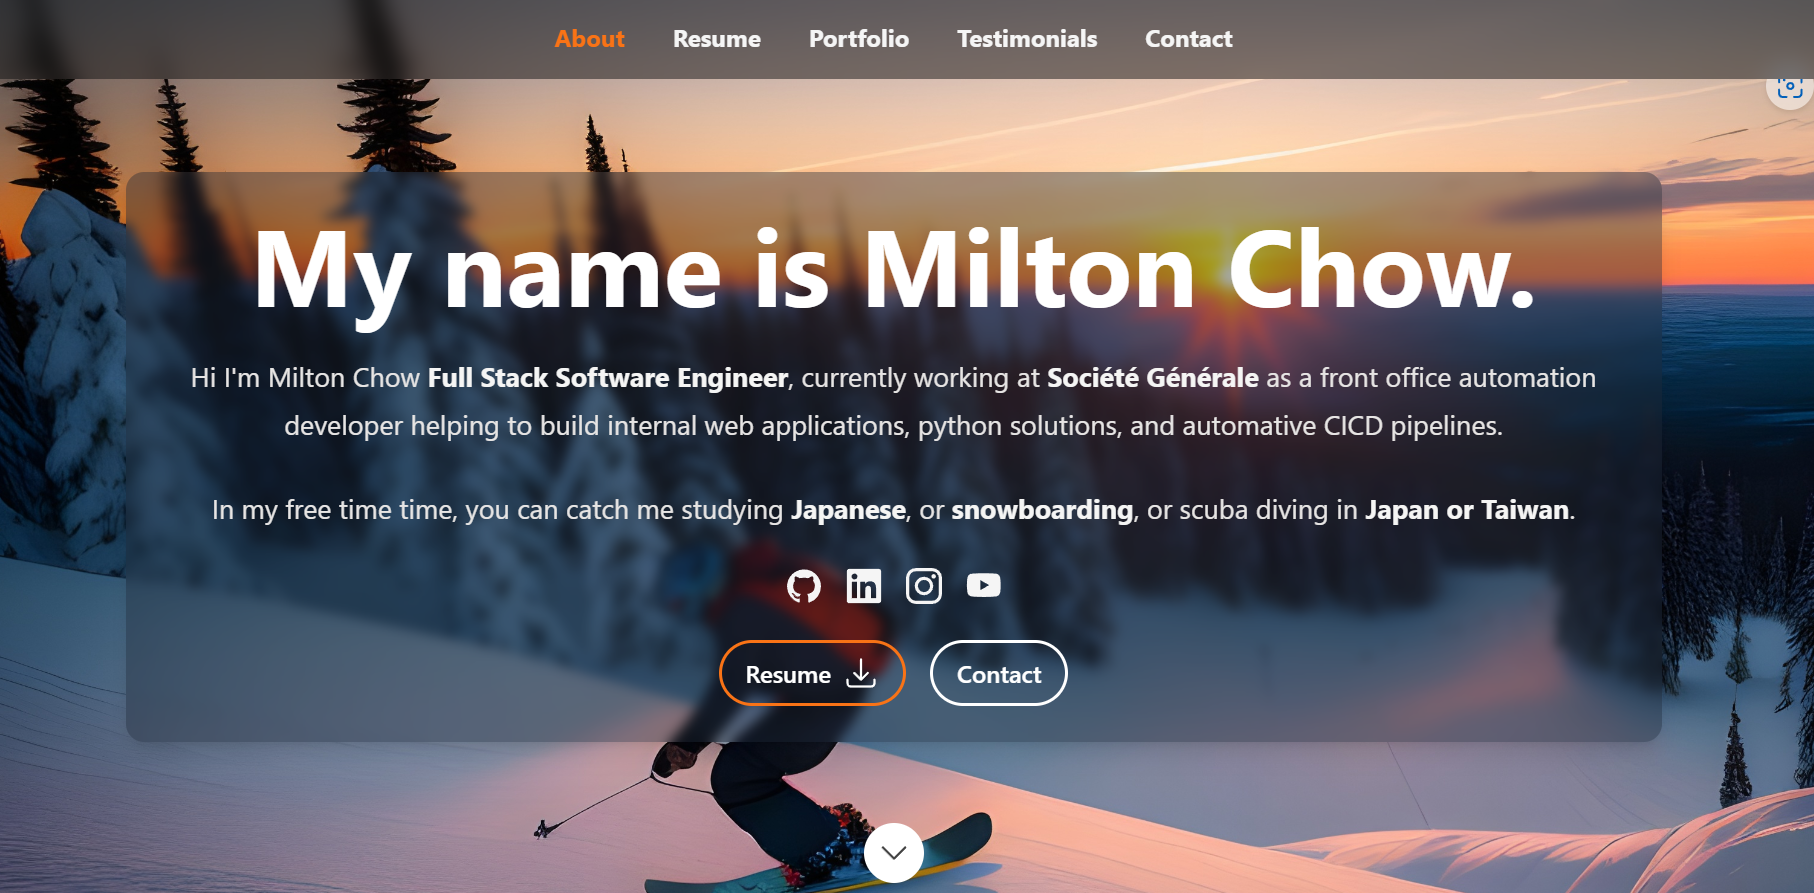 About Resume Portfolio Testimonials Contact
My name is Milton Chow.
Hi I'm Milton Chow Full Stack Software Engineer, currently working at Société Générale as a front office automation
developer helping to build internal web applications, python solutions, and automative CICD pipelines.
In my free time time, you can catch me studying Japanese, or snowboarding, or scuba diving in Japan or Taiwan.
in
Resume Contact